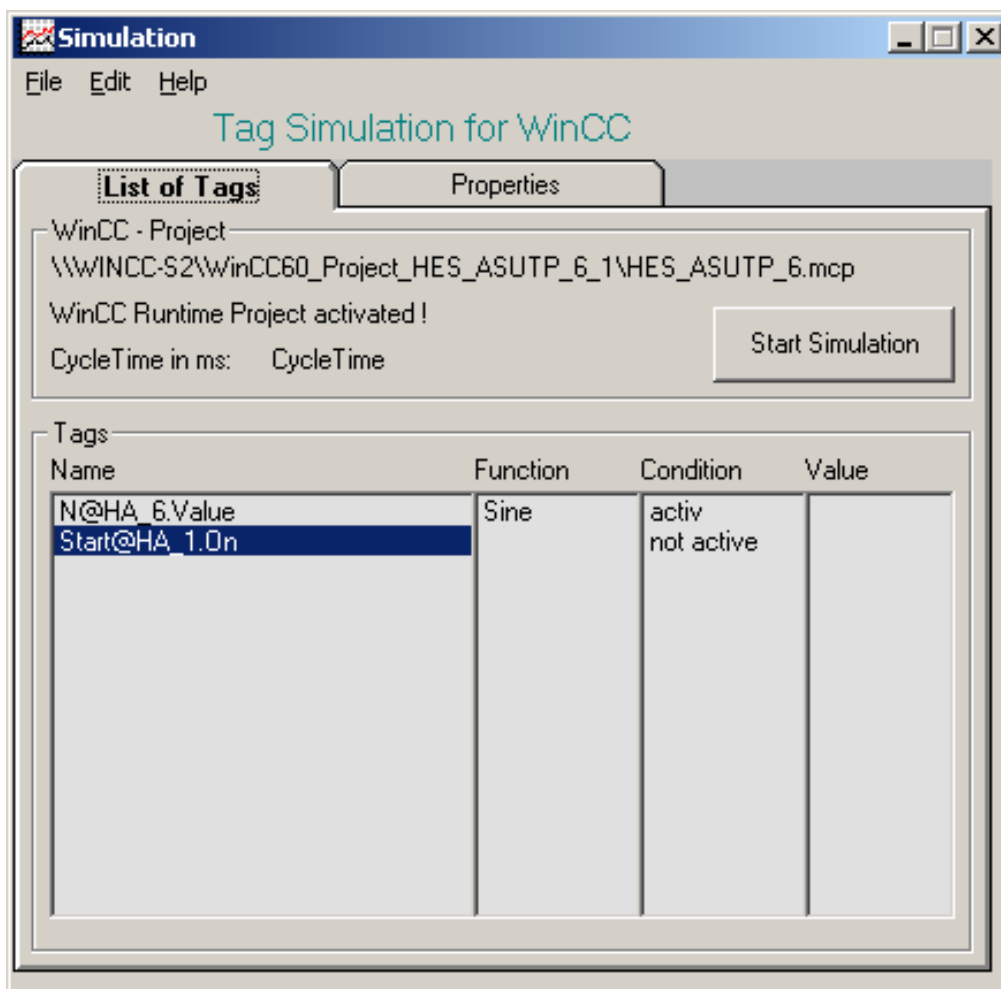 Simulation
File Edit Help
Tag Simulation for WinCC
List of Tags Properties
WinCC - Project
\\WINCC-S2\WinCC60_Project_HES_ASUTP_6_1\HES_ASUTP_6.mcp
WinCC Runtime Project activated !
CycleTime in ms: CycleTime
Start Simulation
Tags
Name Function Condition Value
N@HA_6.Value Sine activ
Start@HA_1.On not active